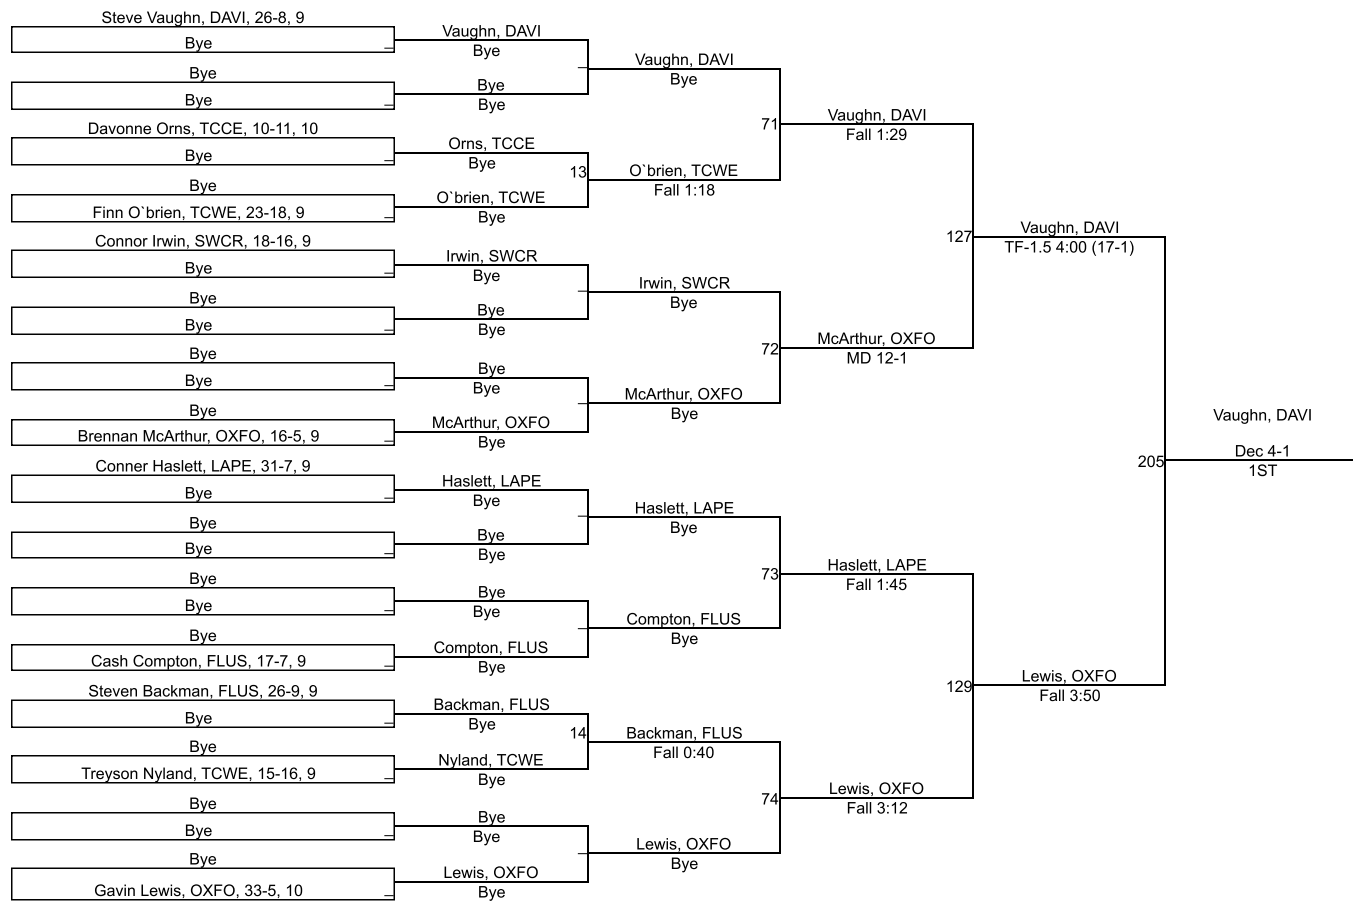 Steve Vaughn, DAVI, 26-8, 9
Bye
Bye
Bye
Davonne Orns, TCCE, 10-11, 10
Bye
Bye
Finn O`brien, TCWE, 23-18, 9
Connor Irwin, SWCR, 18-16, 9
Bye
Bye
Bye
Bye
Bye
Bye
Brennan McArthur, OXFO, 16-5, 9
Conner Haslett, LAPE, 31-7, 9
Bye
Bye
Bye
Bye
Bye
Bye
Cash Compton, FLUS, 17-7, 9
Steven Backman, FLUS, 26-9, 9
Bye
Bye
Treyson Nyland, TCWE, 15-16, 9
Bye
Bye
Bye
Gavin Lewis, OXFO, 33-5, 10
Vaughn, DAVI
Bye
Bye
Bye
Orns, TCCE
Bye
13
O`brien, TCWE
Bye
Irwin, SWCR
Bye
Bye
Bye
Bye
Bye
McArthur, OXFO
Bye
Haslett, LAPE
Bye
Bye
Bye
Bye
Bye
Compton, FLUS
Bye
Backman, FLUS
Bye
14
Nyland, TCWE
Bye
Bye
Bye
Lewis, OXFO
Bye
Vaughn, DAVI
Bye
71
O`brien, TCWE
Fall 1:18
Irwin, SWCR
Bye
72
McArthur, OXFO
Bye
Haslett, LAPE
Bye
73
Compton, FLUS
Bye
Backman, FLUS
Fall 0:40
74
Lewis, OXFO
Bye
Vaughn, DAVI
Fall 1:29
127
McArthur, OXFO
MD 12-1
Haslett, LAPE
Fall 1:45
129
Lewis, OXFO
Fall 3:12
Vaughn, DAVI
TF-1.5 4:00 (17-1)
205
Lewis, OXFO
Fall 3:50
Vaughn, DAVI
Dec 4-1
1ST